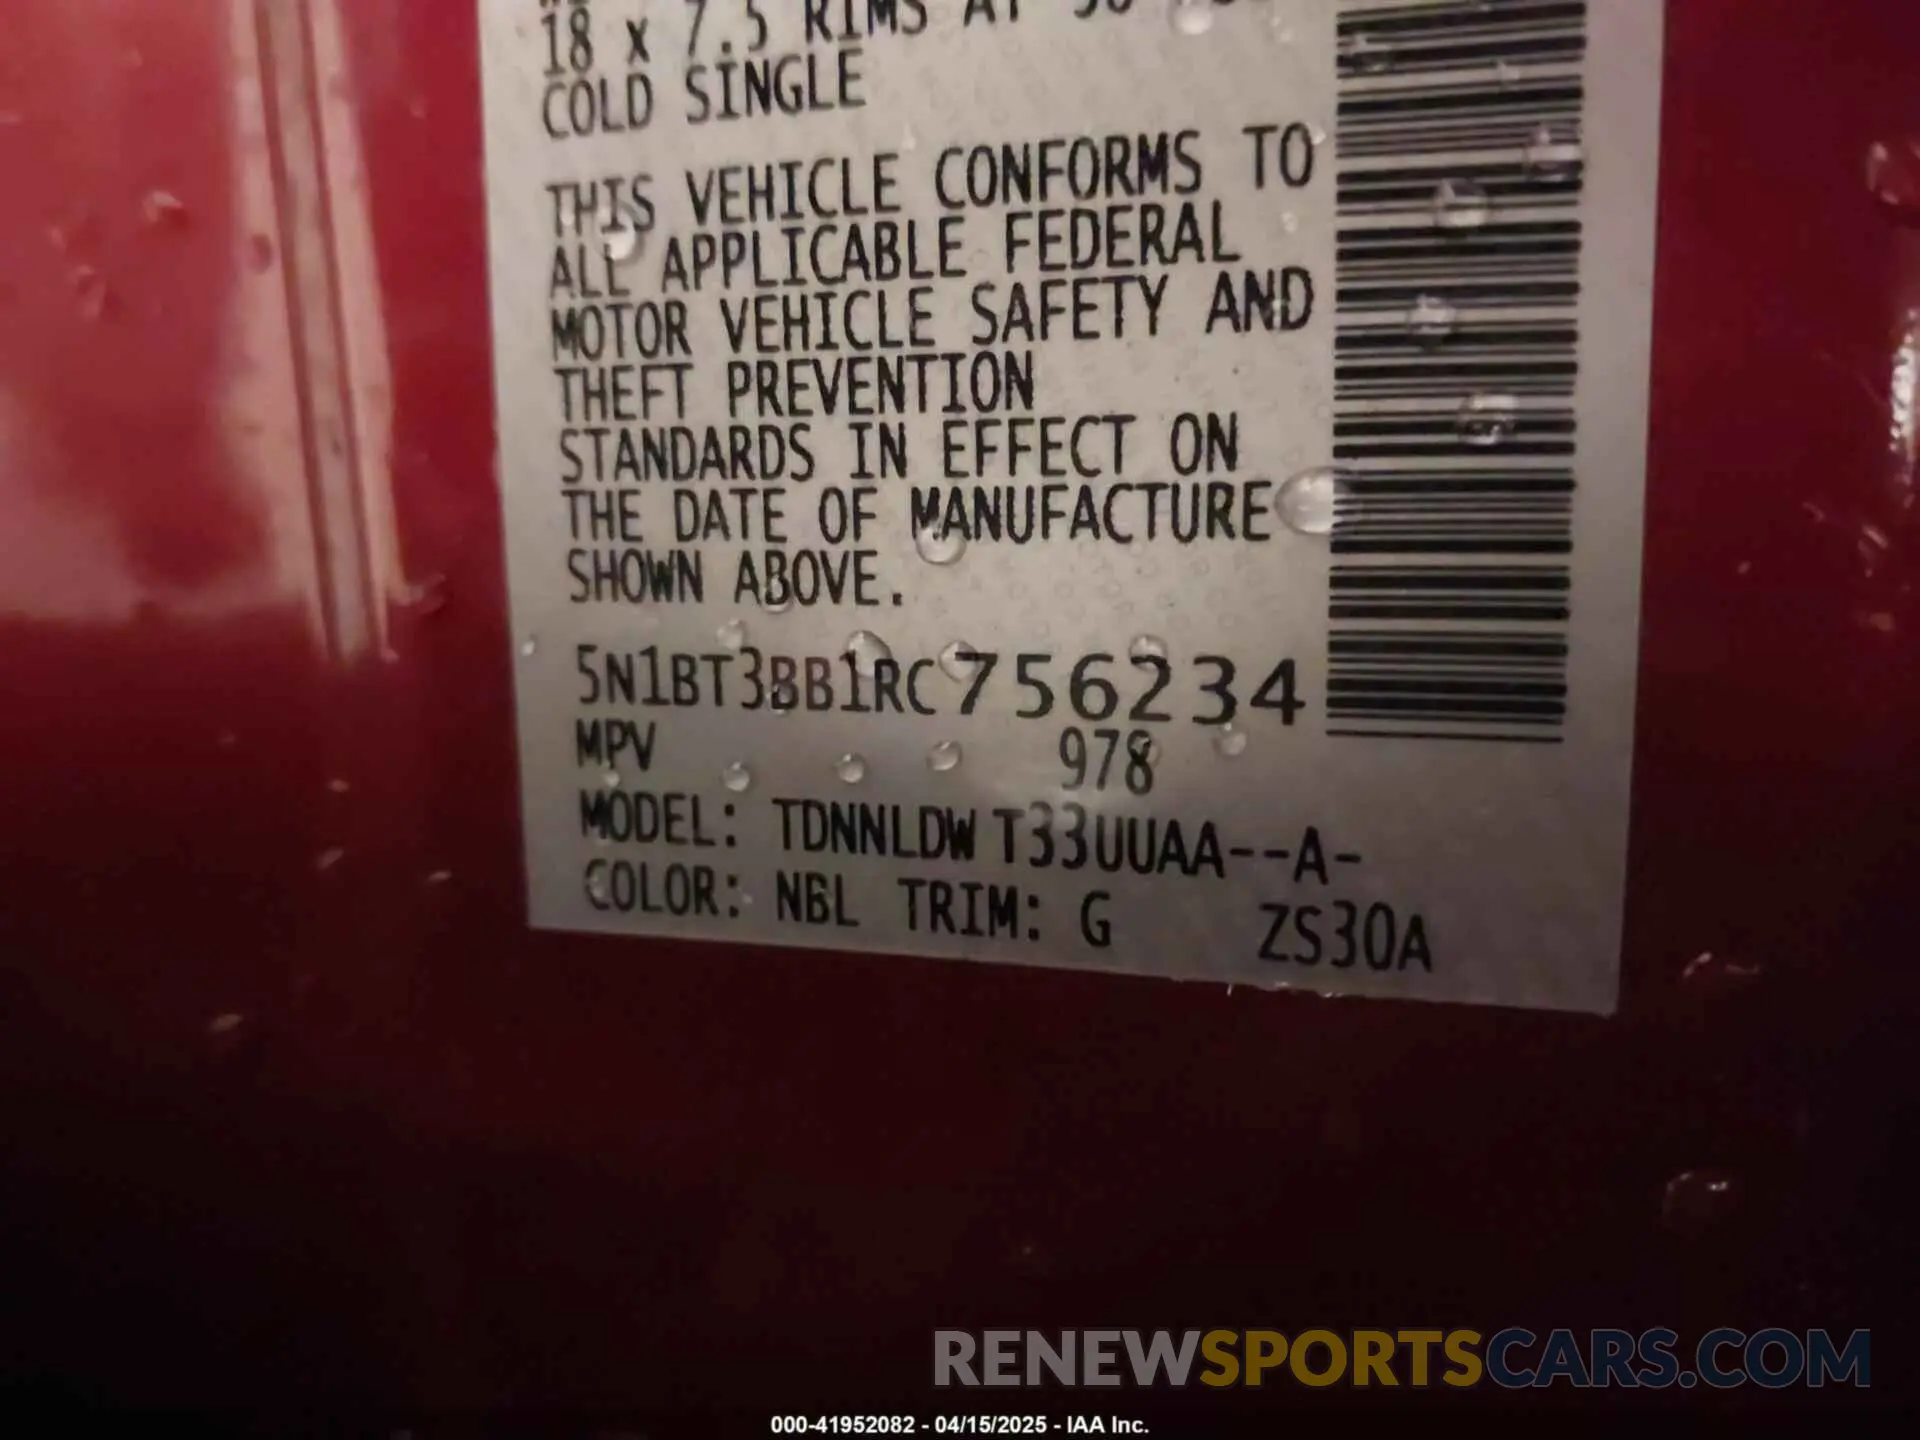 18 x 7.5 RIMS AT
COLD SINGLE
THIS VEHICLE CONFORMS TO
ALL APPLICABLE FEDERAL
MOTOR VEHICLE SAFETY AND
THEFT PREVENTION
STANDARDS IN EFFECT ON
THE DATE OF MANUFACTURE
SHOWN ABOVE.
5N1BT3BB1RC756234
MPV 978
MODEL: TDNNLDW T33UUAA--A-
COLOR: NBL TRIM: G ZS30A
RENEWSPORTSCARS.COM
000-41952082 - 04/15/2025 - IAA Inc.